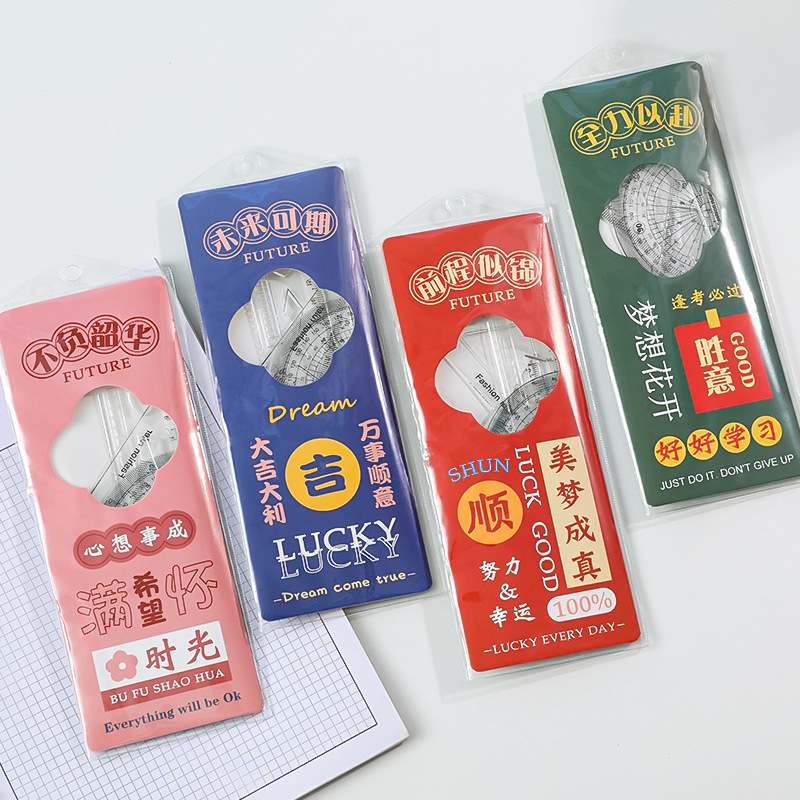 不负韶华
FUTURE
Fashion ruler
心想事成
满
希望
怀
时光
BU FU SHAO HUA
Everything will be Ok
未来可期
FUTURE
Dream
大吉大利
吉
万事顺意
LUCKY
LUCKY
-Dream come true-
前程似锦
FUTURE
Fashion
SHUN
顺
LUCK GOOD
美梦成真
努力
&
幸运
100%
-LUCKY EVERY DAY-
全力以赴
FUTURE
逢考必过
梦想花开
胜意
GOOD
好好学习
JUST DO IT. DON'T GIVE UP